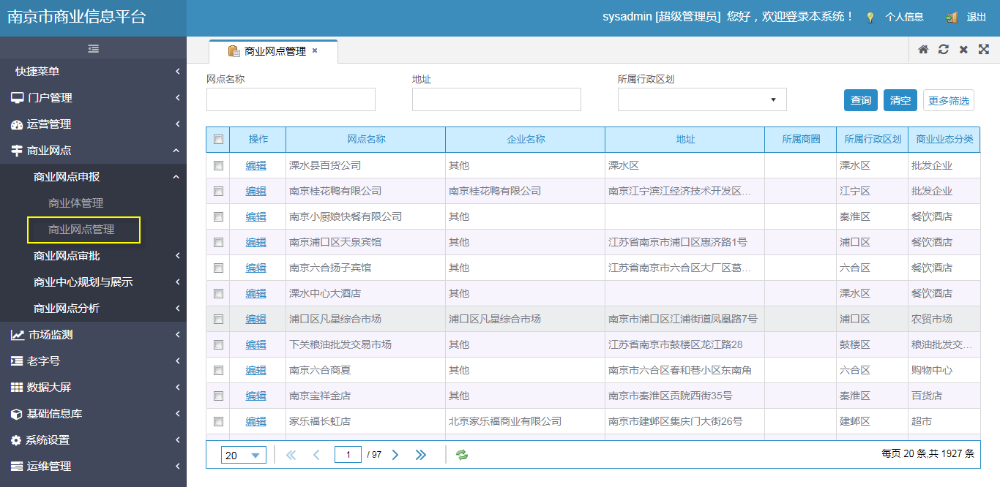 南京市商业信息平台
sysadmin [超级管理员] 您好，欢迎登录本系统！ 个人信息 退出
快捷菜单
门户管理
运营管理
商业网点
商业网点申报
商业体管理
商业网点管理
商业网点审批
商业中心规划与展示
商业网点分析
市场监测
老字号
数据大屏
基础信息库
系统设置
运维管理
商业网点管理
网点名称 地址 所属行政区划
查询 清空 更多筛选
操作 网点名称 企业名称 地址 所属商圈 所属行政区划 商业业态分类
编辑 溧水县百货公司 其他 溧水区 溧水区 批发企业
编辑 南京桂花鸭有限公司 南京桂花鸭有限公司 南京江宁滨江经济技术开发区... 江宁区 批发企业
编辑 南京小厨娘快餐有限公司 其他 秦淮区 餐饮酒店
编辑 南京浦口区天泉宾馆 其他 江苏省南京市浦口区惠济路1号 浦口区 餐饮酒店
编辑 南京六合扬子宾馆 其他 江苏省南京市六合区大厂区葛... 六合区 餐饮酒店
编辑 溧水中心大酒店 其他 溧水区 餐饮酒店
编辑 浦口区凡星综合市场 浦口区凡星综合市场 南京市浦口区江浦街道凤凰路7号 浦口区 农贸市场
编辑 下关粮油批发交易市场 其他 江苏省南京市鼓楼区龙江路28 鼓楼区 粮油批发交...
编辑 南京六合商夏 其他 南京市六合区春和巷小区东南角 六合区 购物中心
编辑 南京宝祥金店 其他 南京市秦淮区贡院西街35号 秦淮区 百货店
编辑 家乐福长虹店 北京家乐福商业有限公司 南京市建邺区集庆门大街26号 建邺区 超市
20 1 / 97 每页 20 条,共 1927 条